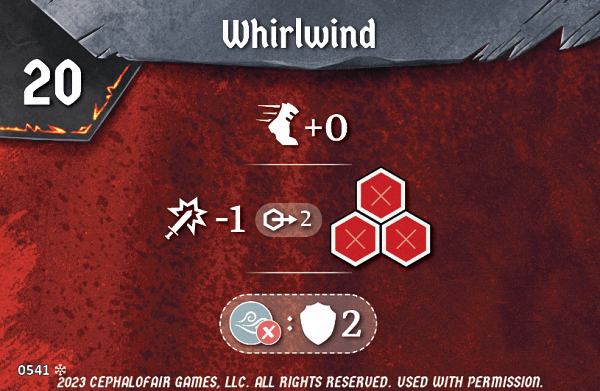 Whirlwind
20
+0
-1 2
: 2
0541
2023 CEPHALOFAIR GAMES, LLC. ALL RIGHTS RESERVED. USED WITH PERMISSION.